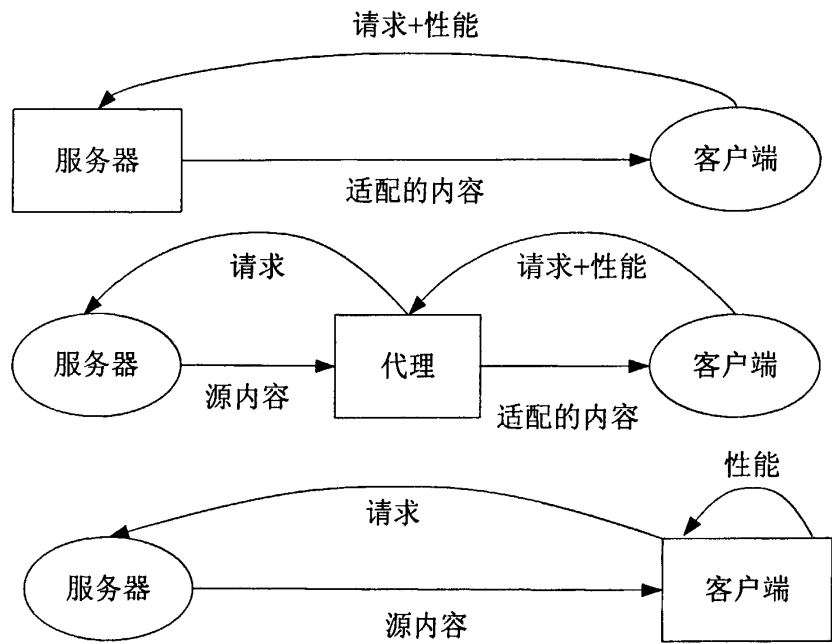 请求+性能
服务器
客户端
适配的内容
请求
请求+性能
服务器
代理
客户端
源内容
适配的内容
性能
请求
服务器
客户端
源内容